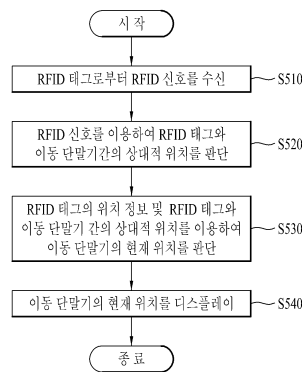 시 작
RFID 태그로부터 RFID 신호를 수신
S510
RFID 신호를 이용하여 RFID 태그와
이동 단말기간의 상대적 위치를 판단
S520
RFID 태그의 위치 정보 및 RFID 태그와
이동 단말기 간의 상대적 위치를 이용하여
이동 단말기의 현재 위치를 판단
S530
이동 단말기의 현재 위치를 디스플레이
S540
종 료